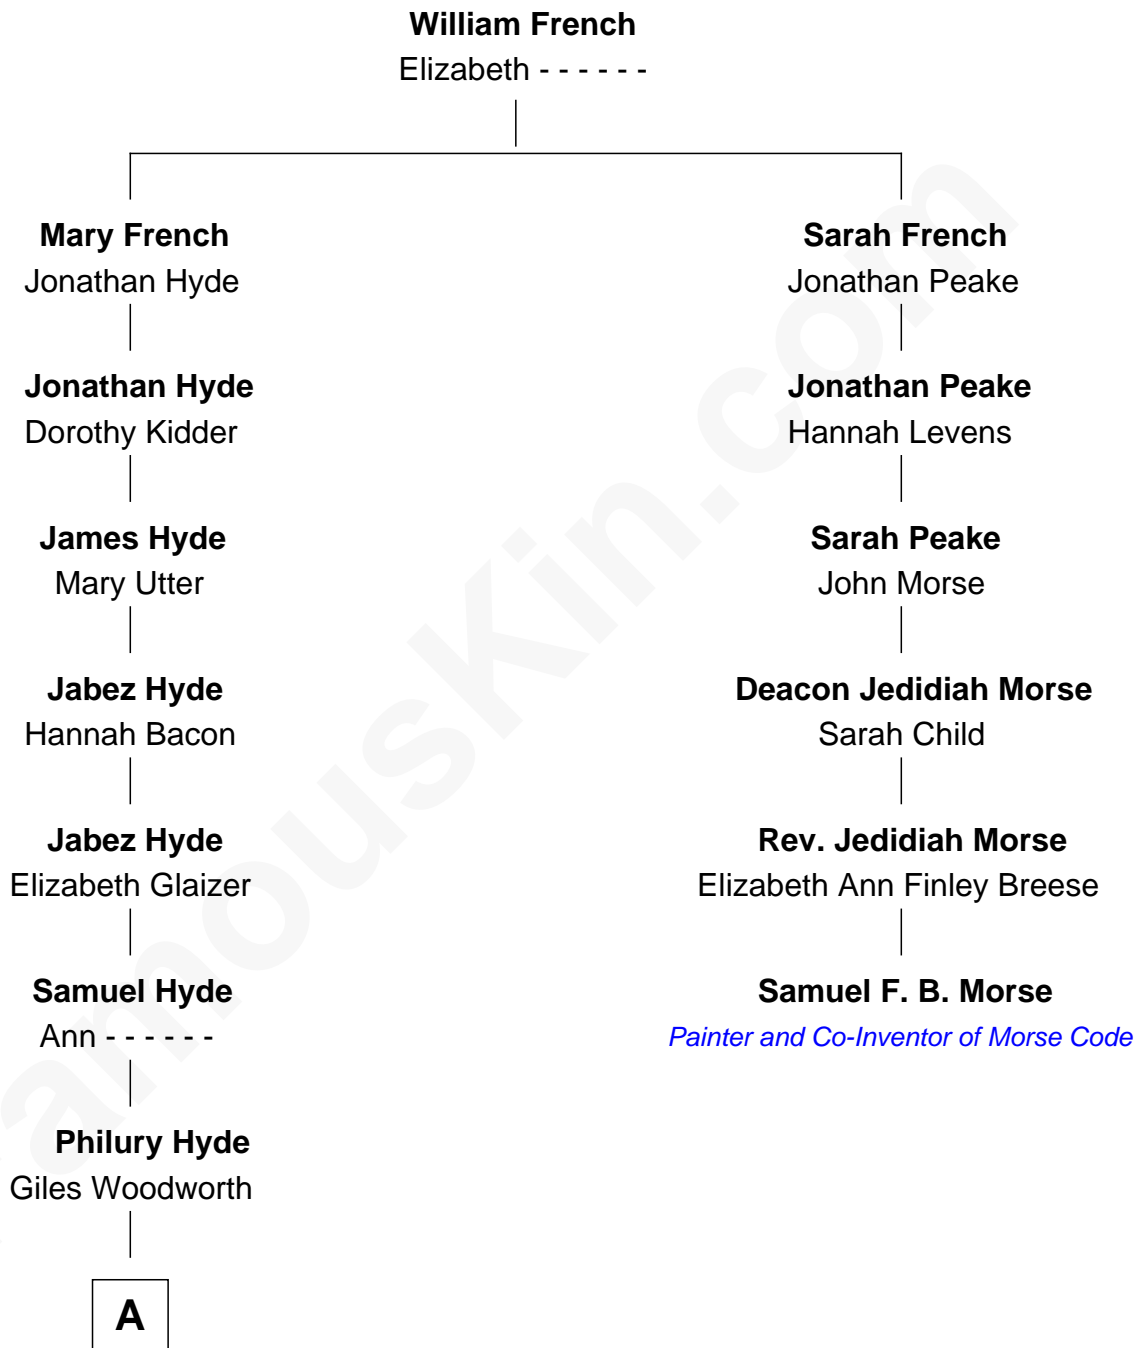 William French
Elizabeth - - - - - -
Mary French
Jonathan Hyde
Sarah French
Jonathan Peake
Jonathan Hyde
Dorothy Kidder
Jonathan Peake
Hannah Levens
James Hyde
Mary Utter
Sarah Peake
John Morse
Jabez Hyde
Hannah Bacon
Deacon Jedidiah Morse
Sarah Child
Jabez Hyde
Elizabeth Glaizer
Rev. Jedidiah Morse
Elizabeth Ann Finley Breese
Samuel Hyde
Ann - - - - - -
Samuel F. B. Morse
Painter and Co-Inventor of Morse Code
Philury Hyde
Giles Woodworth
A
amousKin.com